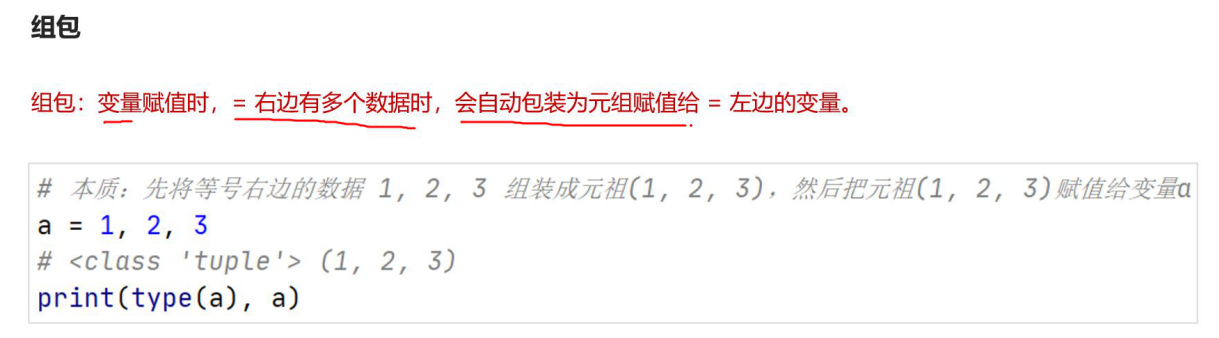 组包
组包：变量赋值时，= 右边有多个数据时，会自动包装为元组赋值给 = 左边的变量。
# 本质：先将等号右边的数据 1, 2, 3 组装成元祖(1, 2, 3)，然后把元祖(1, 2, 3)赋值给变量a
a = 1, 2, 3
# <class 'tuple'> (1, 2, 3)
print(type(a), a)